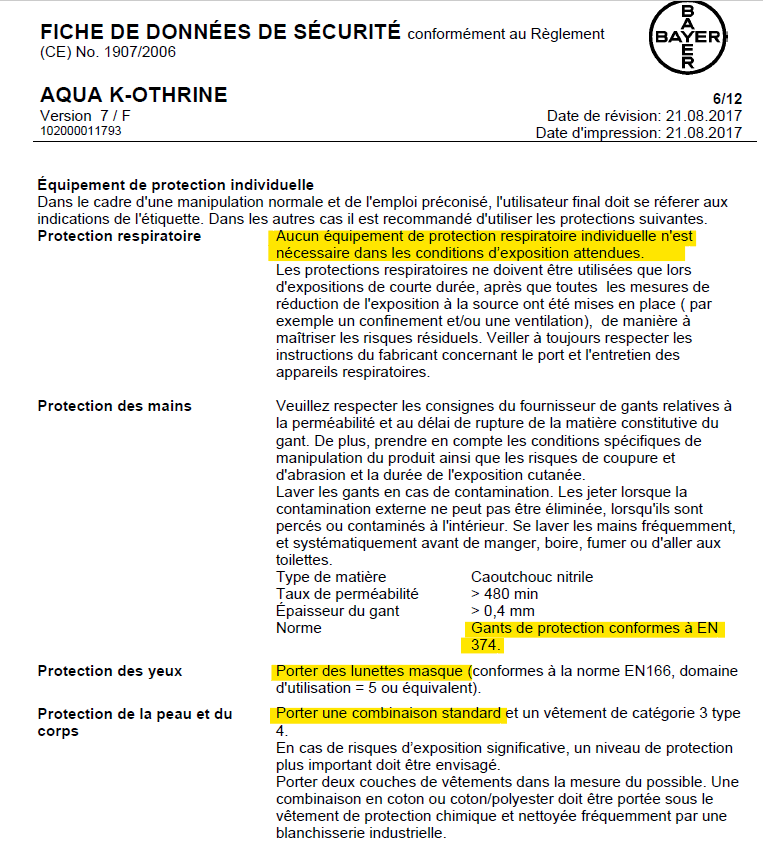 FICHE DE DONNÉES DE SÉCURITÉ conformément au Règlement
(CE) No. 1907/2006
BAYER
BAYER
AQUA K-OTHRINE
6/12
Version 7 / F
Date de révision: 21.08.2017
102000011793
Date d'impression: 21.08.2017
Équipement de protection individuelle
Dans le cadre d'une manipulation normale et de l'emploi préconisé, l'utilisateur final doit se réferer aux
indications de l'étiquette. Dans les autres cas il est recommandé d'utiliser les protections suivantes.
Protection respiratoire
Aucun équipement de protection respiratoire individuelle n'est
nécessaire dans les conditions d'exposition attendues.
Les protections respiratoires ne doivent être utilisées que lors
d'expositions de courte durée, après que toutes les mesures de
réduction de l'exposition à la source ont été mises en place ( par
exemple un confinement et/ou une ventilation), de manière à
maîtriser les risques résiduels. Veiller à toujours respecter les
instructions du fabricant concernant le port et l'entretien des
appareils respiratoires.
Protection des mains
Veuillez respecter les consignes du fournisseur de gants relatives à
la perméabilité et au délai de rupture de la matière constitutive du
gant. De plus, prendre en compte les conditions spécifiques de
manipulation du produit ainsi que les risques de coupure et
d'abrasion et la durée de l'exposition cutanée.
Laver les gants en cas de contamination. Les jeter lorsque la
contamination externe ne peut pas être éliminée, lorsqu'ils sont
percés ou contaminés à l'intérieur. Se laver les mains fréquemment,
et systématiquement avant de manger, boire, fumer ou d'aller aux
toilettes.
Type de matière Caoutchouc nitrile
Taux de perméabilité > 480 min
Épaisseur du gant > 0,4 mm
Norme Gants de protection conformes à EN
374.
Protection des yeux
Porter des lunettes masque (conformes à la norme EN166, domaine
d'utilisation = 5 ou équivalent).
Protection de la peau et du
corps
Porter une combinaison standard et un vêtement de catégorie 3 type
4.
En cas de risques d'exposition significative, un niveau de protection
plus important doit être envisagé.
Porter deux couches de vêtements dans la mesure du possible. Une
combinaison en coton ou coton/polyester doit être portée sous le
vêtement de protection chimique et nettoyée fréquemment par une
blanchisserie industrielle.